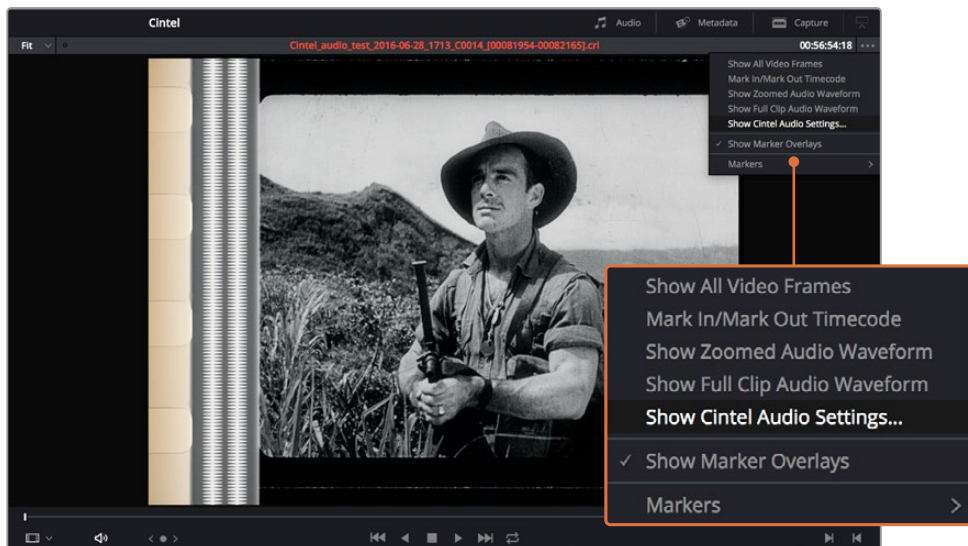 Cintel
Audio
Metadata
Capture
Fit
Cintel_audio_test_2016-06-28_1713_C0014_[00081954-00082165].cri
00:56:54:18
Show All Video Frames
Mark In/Mark Out Timecode
Show Zoomed Audio Waveform
Show Full Clip Audio Waveform
Show Cintel Audio Settings...
Show Marker Overlays
Markers
Show All Video Frames
Mark In/Mark Out Timecode
Show Zoomed Audio Waveform
Show Full Clip Audio Waveform
Show Cintel Audio Settings...
Show Marker Overlays
Markers